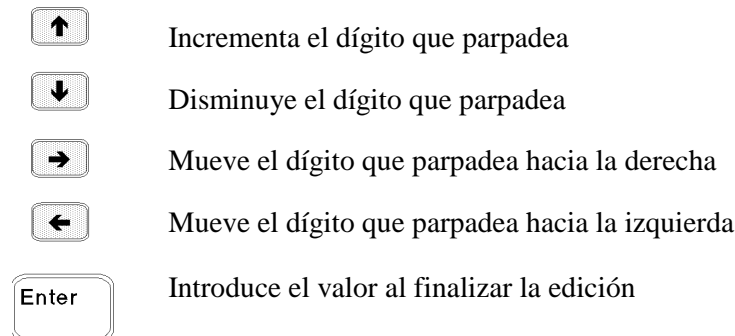 Incrementa el dígito que parpadea
Disminuye el dígito que parpadea
Mueve el dígito que parpadea hacia la derecha
Mueve el dígito que parpadea hacia la izquierda
Enter Introduce el valor al finalizar la edición